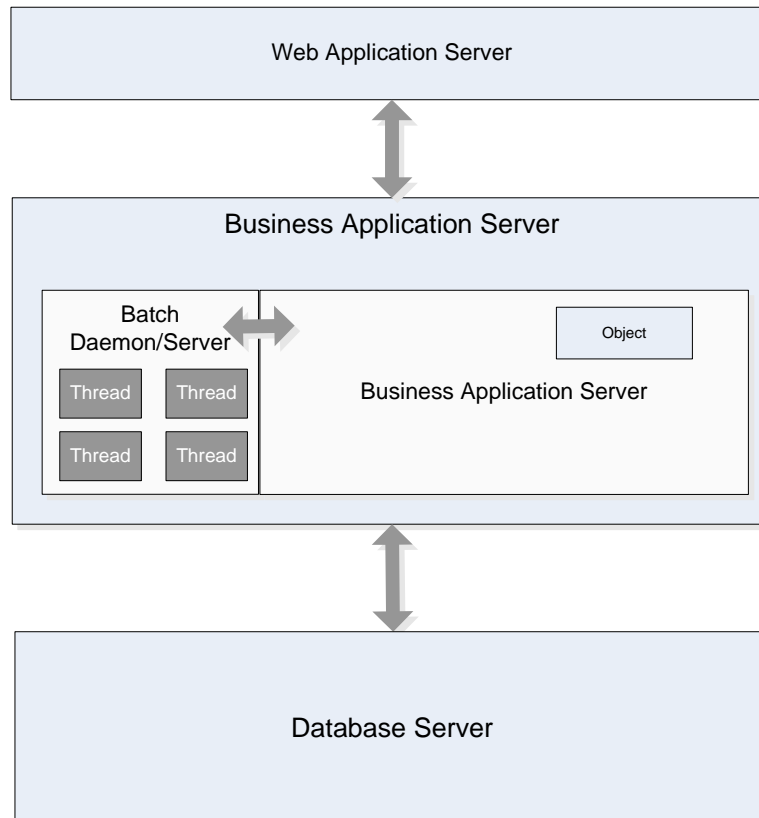 Web Application Server
Business Application Server
Batch
Daemon/Server
Object
Business Application Server
Thread Thread
Thread Thread
Database Server